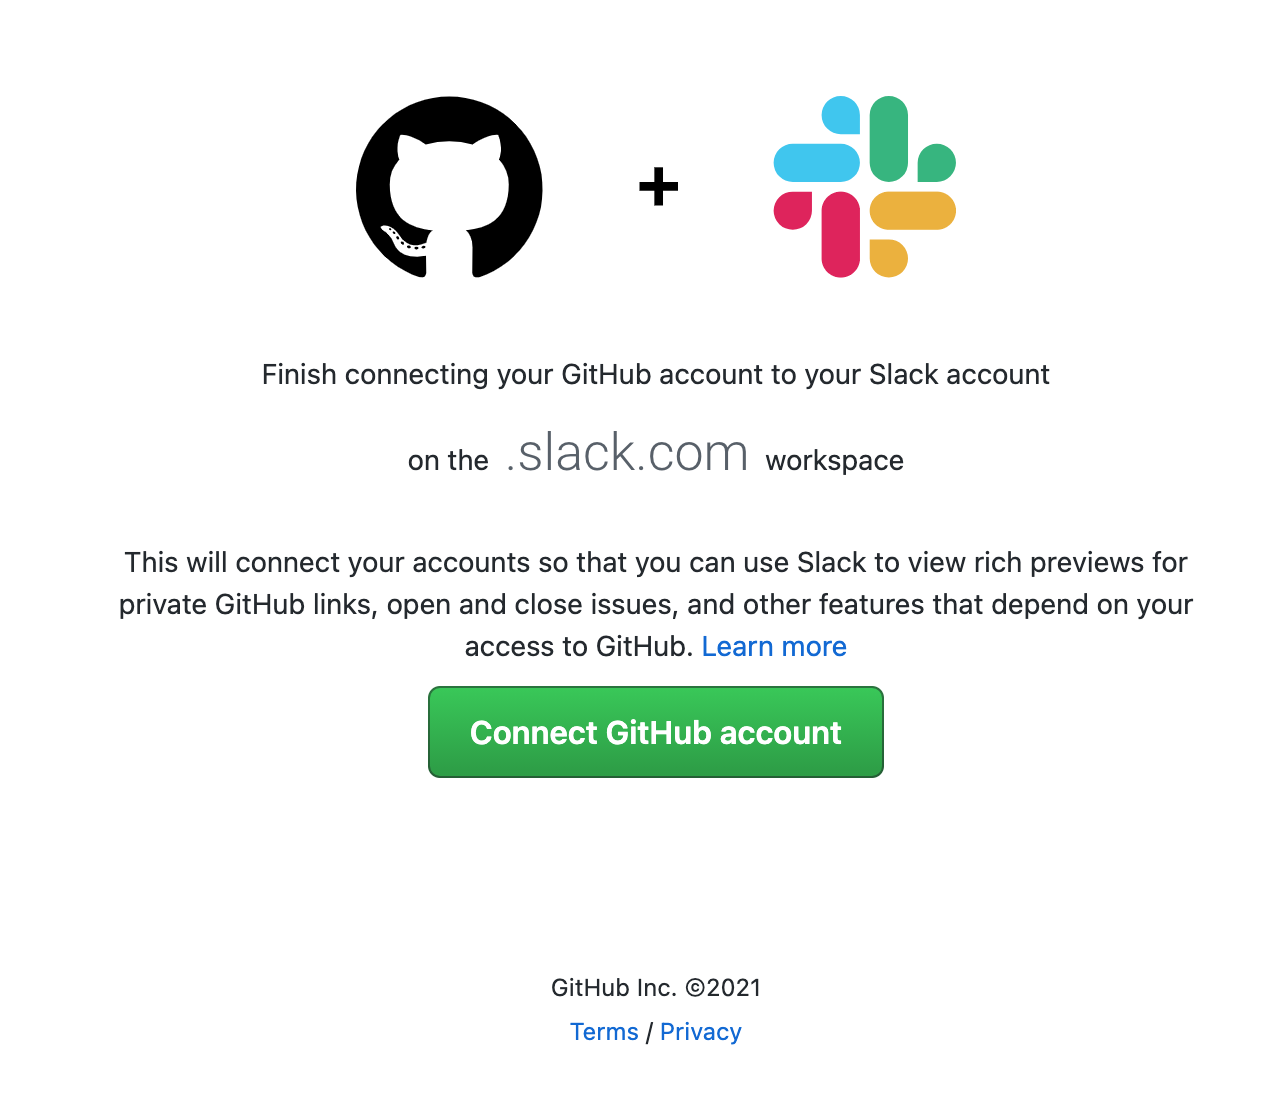 +
Finish connecting your GitHub account to your Slack account
on the .slack.com workspace
This will connect your accounts so that you can use Slack to view rich previews for
private GitHub links, open and close issues, and other features that depend on your
access to GitHub. Learn more
Connect GitHub account
GitHub Inc. ©2021
Terms / Privacy